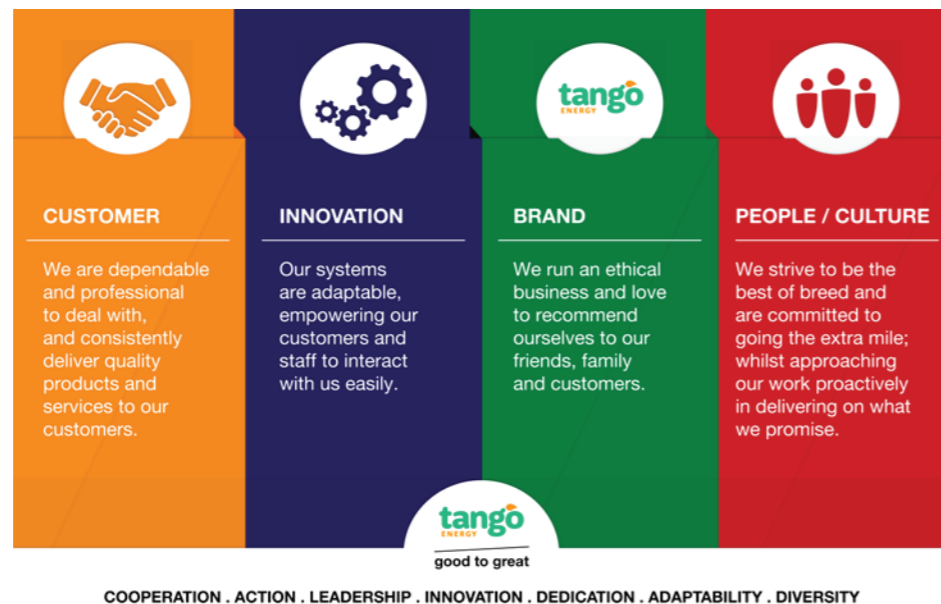 tango
ENERGY
CUSTOMER
We are dependable
and professional
to deal with,
and consistently
deliver quality
products and
services to our
customers.
INNOVATION
Our systems
are adaptable,
empowering our
customers and
staff to interact
with us easily.
BRAND
We run an ethical
business and love
to recommend
ourselves to our
friends, family
and customers.
PEOPLE / CULTURE
We strive to be the
best of breed and
are committed to
going the extra mile;
whilst approaching
our work proactively
in delivering on what
we promise.
tango
ENERGY
good to great
COOPERATION . ACTION . LEADERSHIP . INNOVATION . DEDICATION . ADAPTABILITY . DIVERSITY